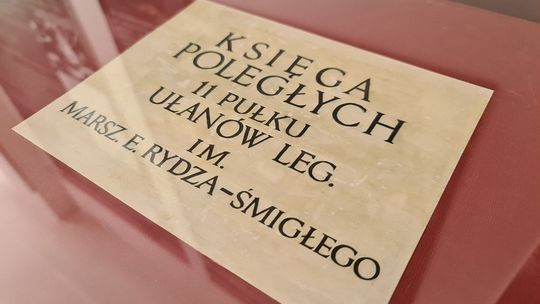 KSIĘGA
POLEGŁYCH
11 PUŁKU
UŁANÓW LEG.
IM.
MARSZ. E. RYDZA-ŚMIGŁEGO